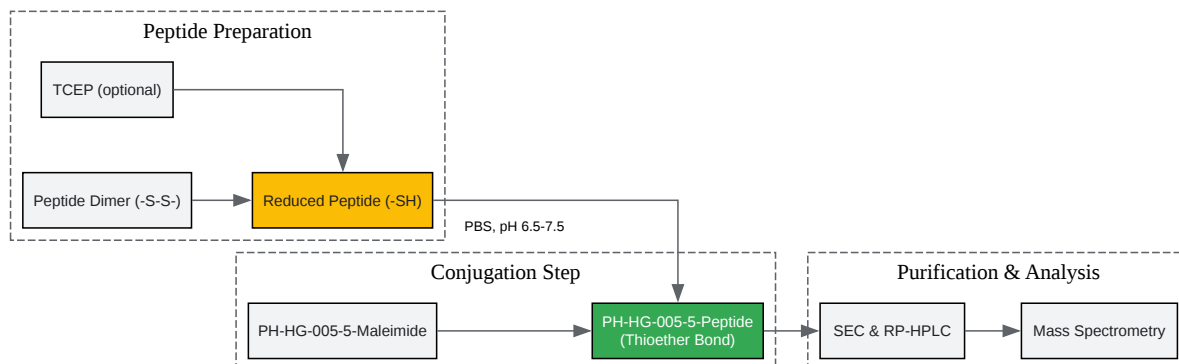 Peptide Preparation
TCEP (optional)
Peptide Dimer (-S-S-)
Reduced Peptide (-SH)
PBS, pH 6.5-7.5
Conjugation Step
PH-HG-005-5-Maleimide
PH-HG-005-5-Peptide
(Thioether Bond)
Purification & Analysis
SEC & RP-HPLC
Mass Spectrometry